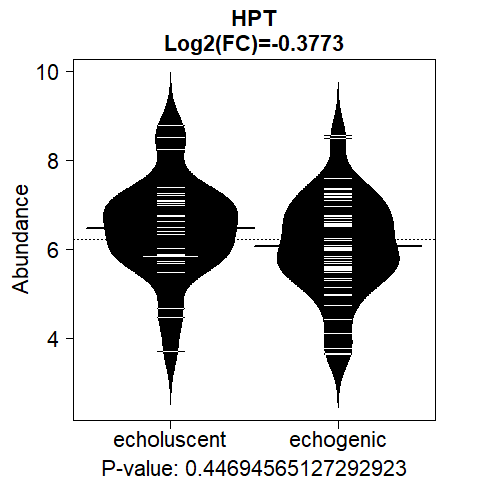 HPT
Log2(FC)=-0.3773
Abundance
10
8
6
4
echoluscent echogenic
P-value: 0.44694565127292923